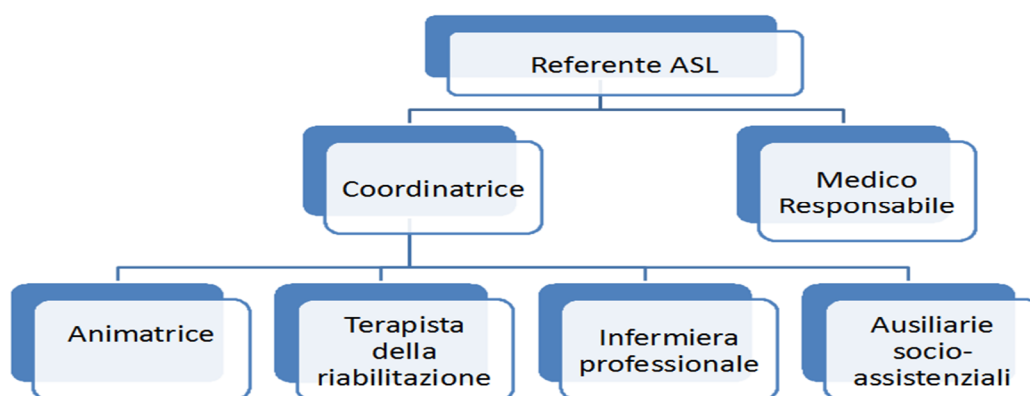 Referente ASL
Coordinatrice
Medico
Responsabile
Animatrice
Terapista
della
riabilitazione
Infermiera
professionale
Ausiliarie
socio-
assistenziali